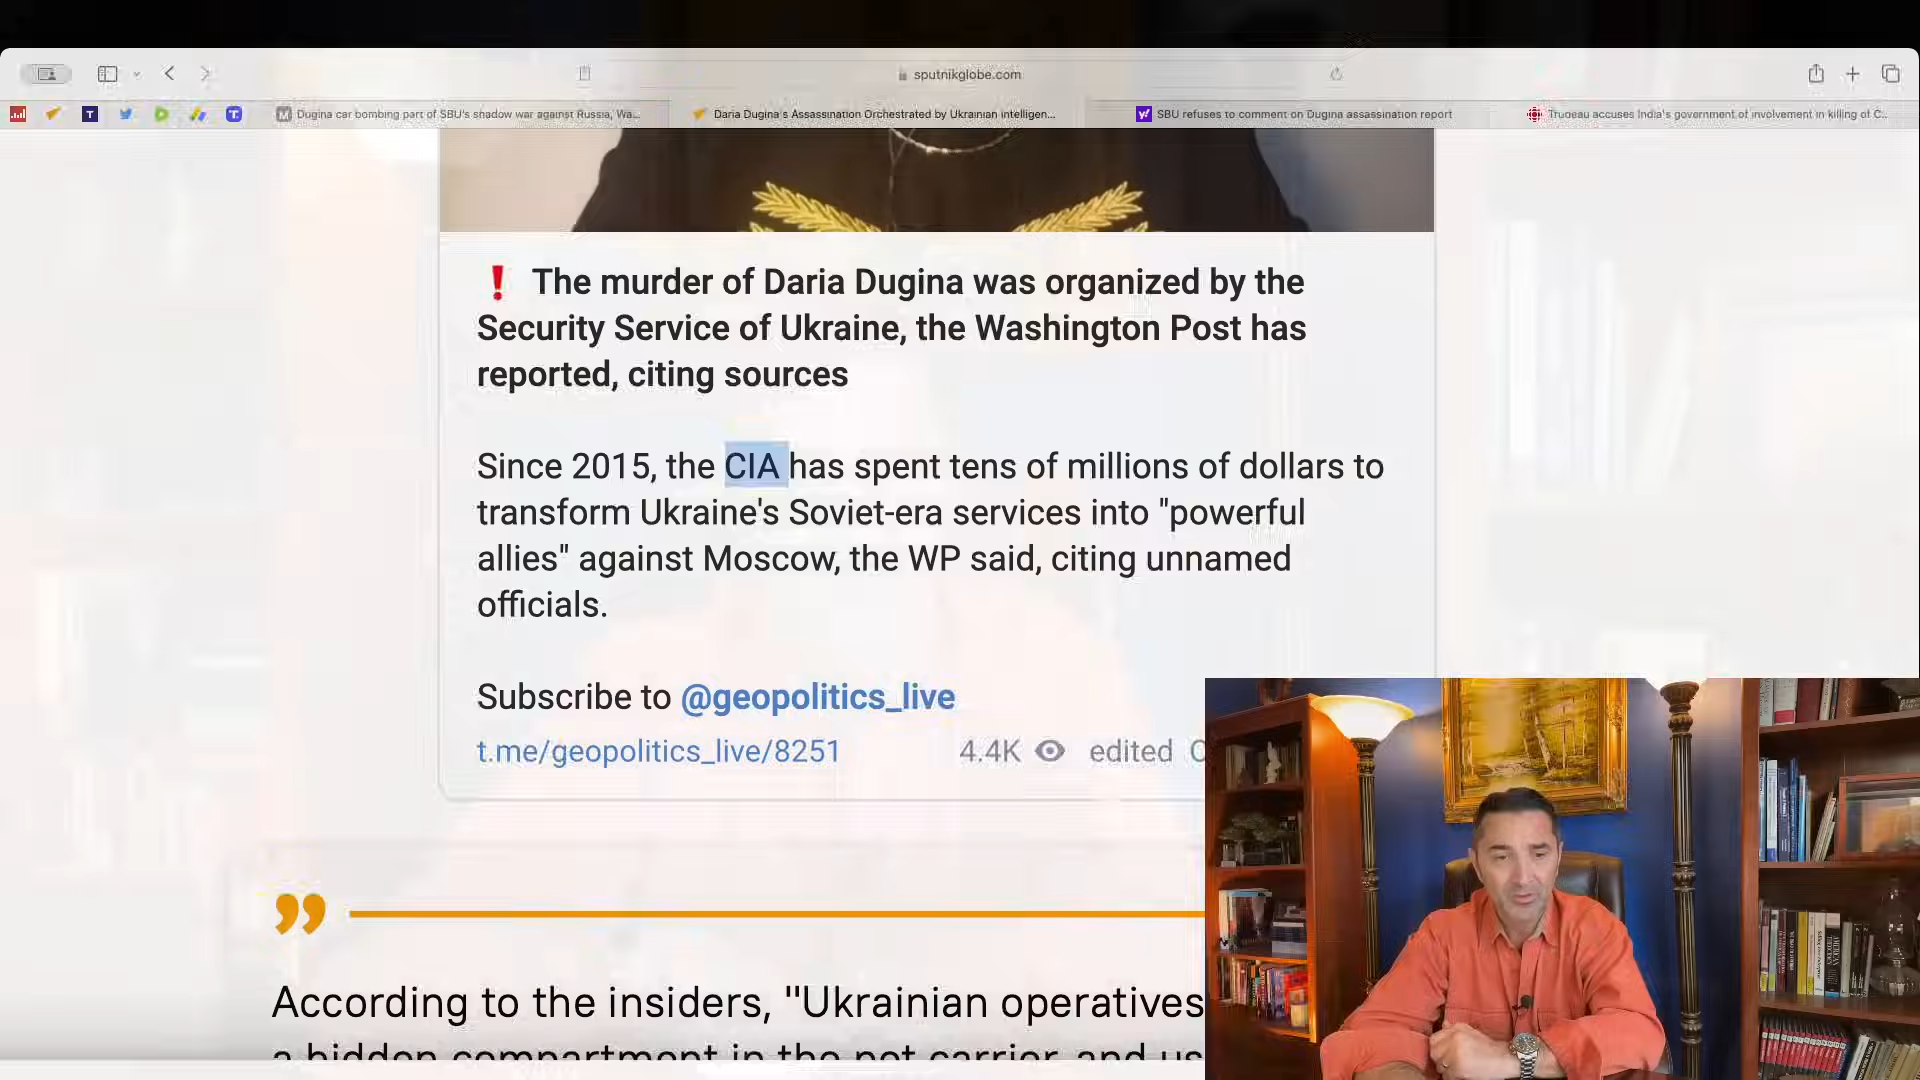 sputnikglobe.com
Dugina car bombing part of SBU's shadow war against Russia, Wa...
Daria Dugina's Assassination Orchestrated by Ukrainian intelligen...
SBU refuses to comment on Dugina assassination report
Trudeau accuses India's government of involvement in killing of C...
❗ The murder of Daria Dugina was organized by the
Security Service of Ukraine, the Washington Post has
reported, citing sources
Since 2015, the CIA has spent tens of millions of dollars to
transform Ukraine's Soviet-era services into "powerful
allies" against Moscow, the WP said, citing unnamed
officials.
Subscribe to @geopolitics_live
t.me/geopolitics_live/8251 4.4K edited
According to the insiders, "Ukrainian operatives
a hidden compartment in the pet carrier, and us